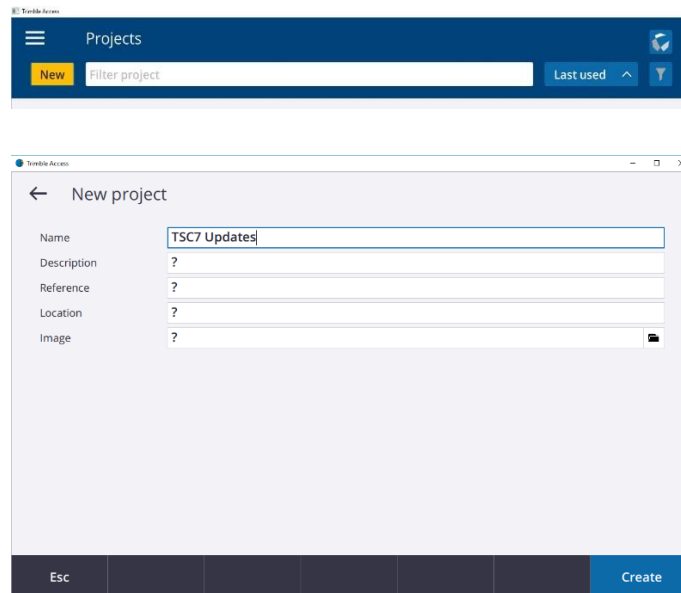 Trimble Access
Projects
New
Filter project
Last used
Trimble Access
New project
Name
TSC7 Updates
Description
?
Reference
?
Location
?
Image
?
Esc
Create